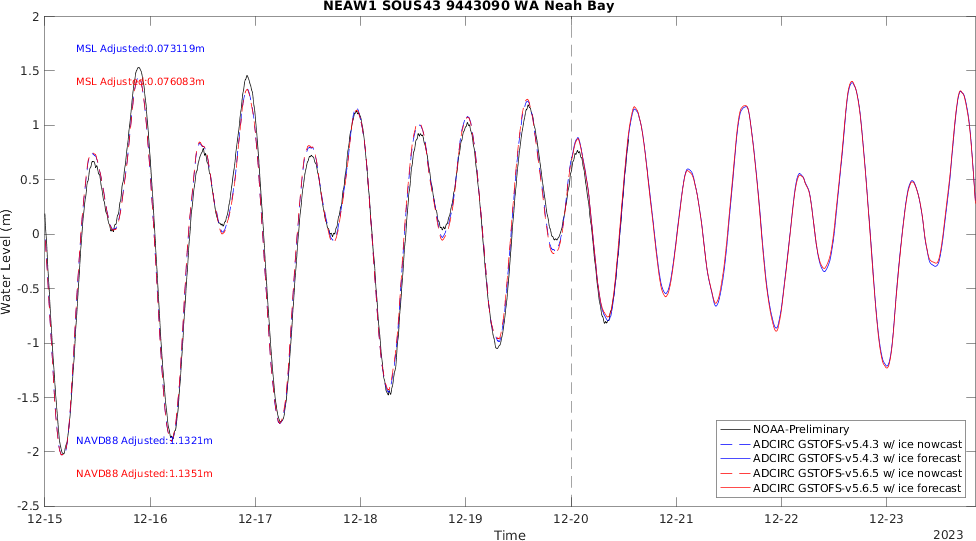 NEAW1 SOUS43 9443090 WA Neah Bay
2
1.5
1
0.5
0
-0.5
-1
-1.5
-2
-2.5
Water Level (m)
MSL Adjusted:0.073119m
MSL Adjusted:0.076083m
NAVD88 Adjusted:1.1321m
NAVD88 Adjusted:1.1351m
NOAA-Preliminary
ADCIRC GSTOFS-v5.4.3 w/ ice nowcast
ADCIRC GSTOFS-v5.4.3 w/ ice forecast
ADCIRC GSTOFS-v5.6.5 w/ ice nowcast
ADCIRC GSTOFS-v5.6.5 w/ ice forecast
12-15 12-16 12-17 12-18 12-19 12-20 12-21 12-22 12-23
Time
2023